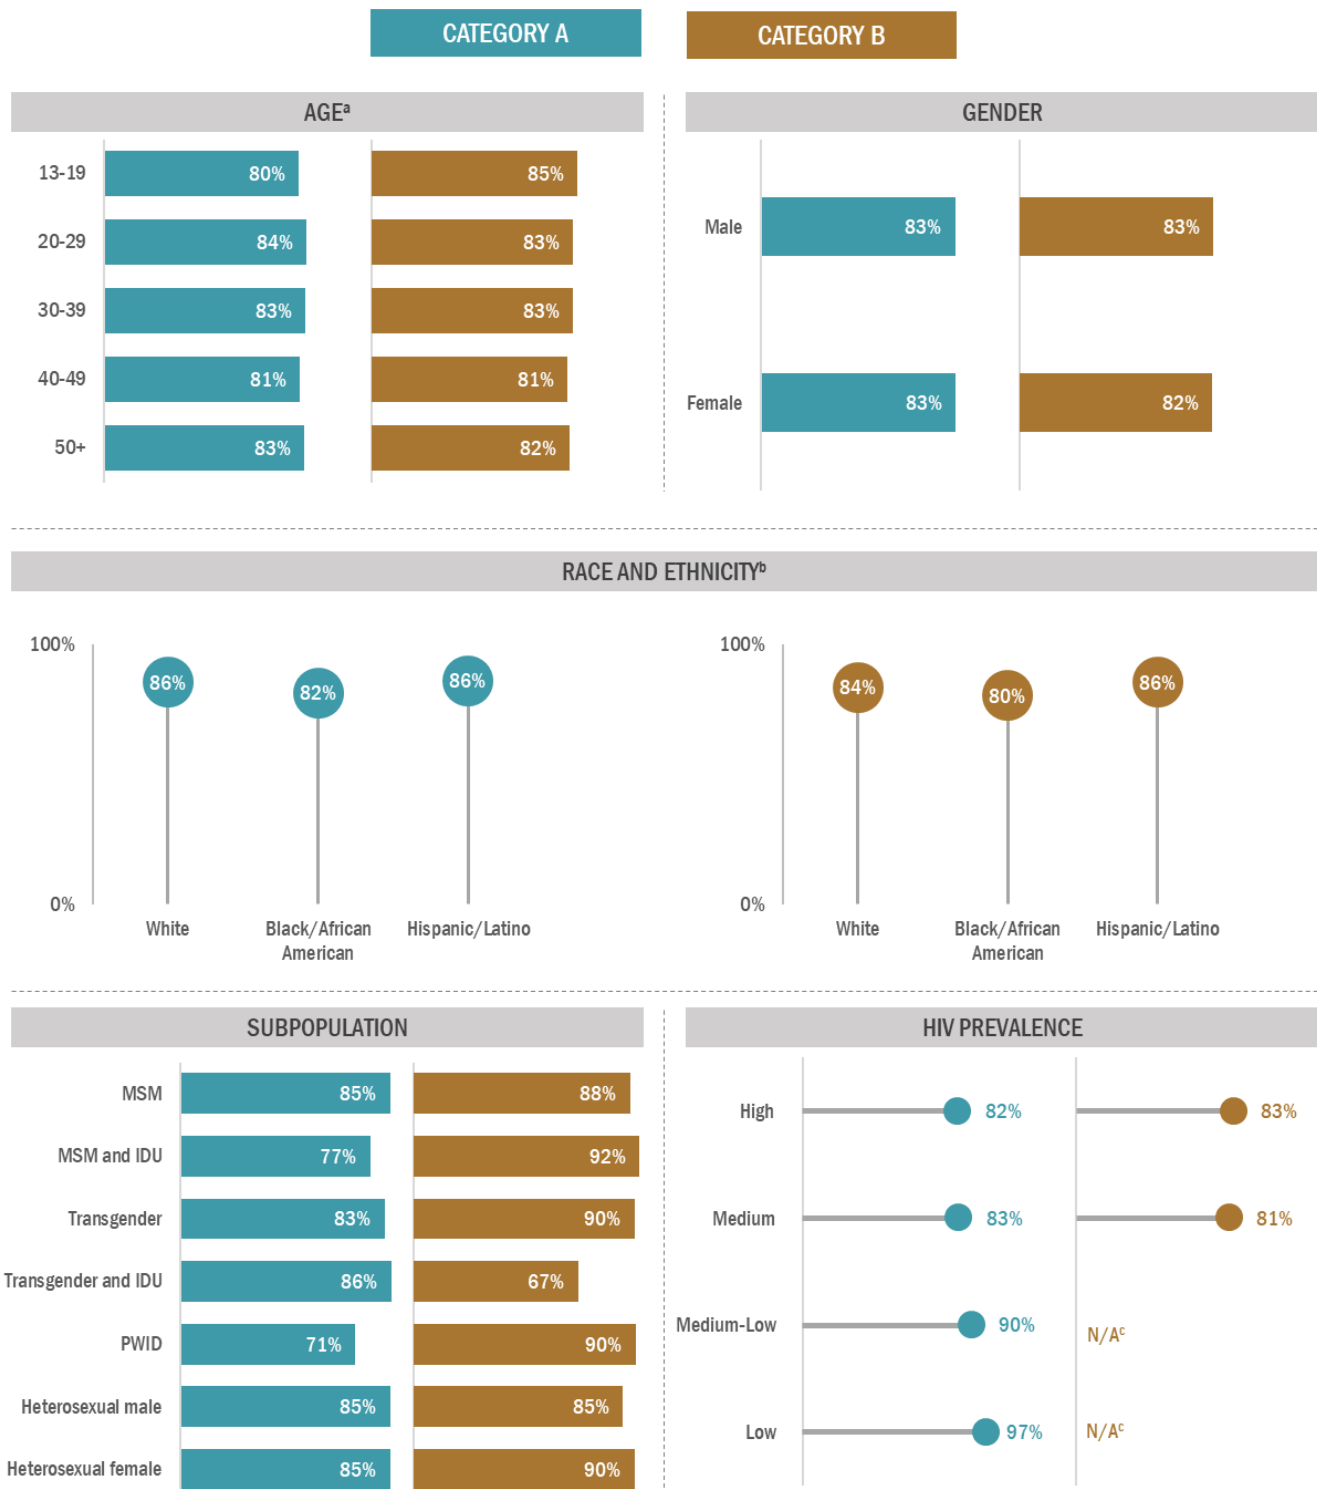 CATEGORY A
CATEGORY B
AGEᵃ
13-19
80%
85%
20-29
84%
83%
30-39
83%
83%
40-49
81%
81%
50+
83%
82%
GENDER
Male
83%
83%
Female
83%
82%
RACE AND ETHNICITYᵇ
100%
86%
82%
86%
0%
White
Black/African
American
Hispanic/Latino
100%
84%
80%
86%
0%
White
Black/African
American
Hispanic/Latino
SUBPOPULATION
MSM
85%
88%
MSM and IDU
77%
92%
Transgender
83%
90%
Transgender and IDU
86%
67%
PWID
71%
90%
Heterosexual male
85%
85%
Heterosexual female
85%
90%
HIV PREVALENCE
High
82%
83%
Medium
83%
81%
Medium-Low
90%
N/Aᶜ
Low
97%
N/Aᶜ